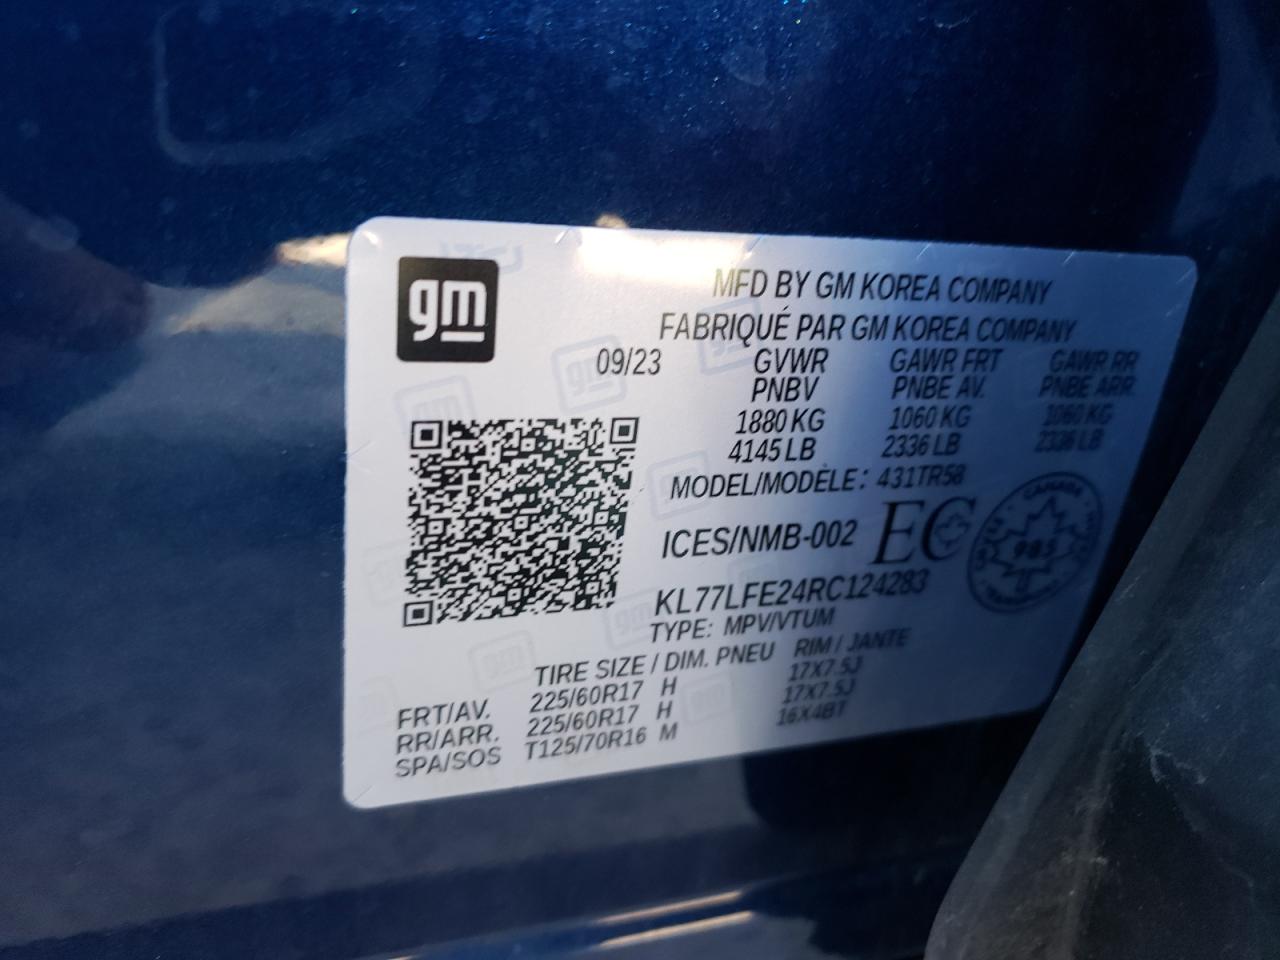 gm
MFD BY GM KOREA COMPANY
FABRIQUÉ PAR GM KOREA COMPANY
09/23 GVWR GAWR FRT GAWR RR
PNBV PNBE AV. PNBE ARR.
1880 KG 1060 KG 1060 KG
4145 LB 2336 LB 2336 LB
MODEL/MODÈLE: 431TR58
ICES/NMB-002 EC
CANADA
985
KL77LFE24RC124283
TYPE: MPV/VTUM
TIRE SIZE / DIM. PNEU RIM / JANTE
FRT/AV. 225/60R17 H 17X7.5J
RR/ARR. 225/60R17 H 17X7.5J
SPA/SOS T125/70R16 M 16X4BT